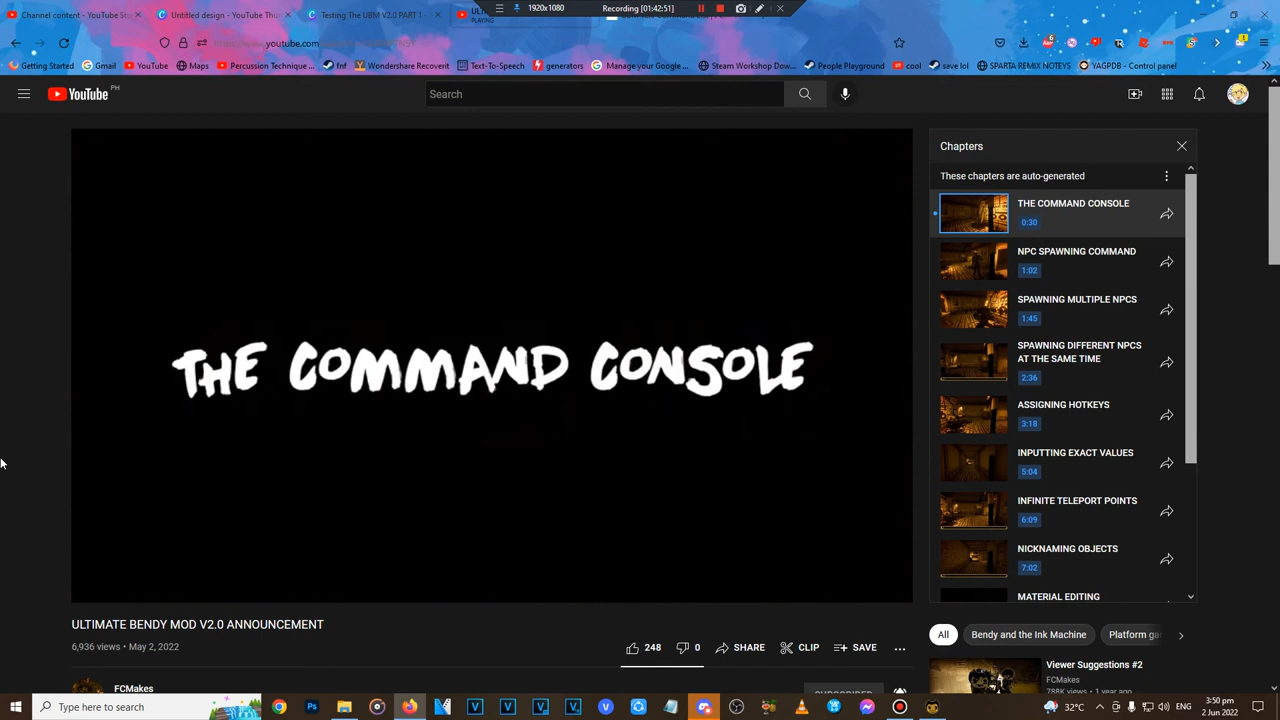 1920x1080
Recording [01:42:51]
Channel content - YouTube Stu
Untitled design - YouTube Thu
Testing The UBM V2.0 PART 1 -
PLAYING
youtube.com
Getting Started
Gmail
YouTube
Maps
Percussion Technique ...
fnf
Wondershare Recoverit
Text-To-Speech
generators
Manage your Google ...
Steam Workshop Dow...
People Playground
cool
save lol
SPARTA REMIX NOTEYS
YAGPDB - Control panel
YouTube PH
Search
THE COMMAND CONSOLE
Chapters
These chapters are auto-generated
THE COMMAND CONSOLE
0:30
NPC SPAWNING COMMAND
1:02
SPAWNING MULTIPLE NPCS
1:45
SPAWNING DIFFERENT NPCS
AT THE SAME TIME
2:36
ASSIGNING HOTKEYS
3:18
INPUTTING EXACT VALUES
5:04
INFINITE TELEPORT POINTS
6:09
NICKNAMING OBJECTS
7:02
MATERIAL EDITING
ULTIMATE BENDY MOD V2.0 ANNOUNCEMENT
6,936 views • May 2, 2022
248
0
SHARE
CLIP
SAVE
All
Bendy and the Ink Machine
Platform ga
FCMakes
SUBSCRIBED
Viewer Suggestions #2
FCMakes
788K views • 1 year ago
Type here to search
32°C
ENG
3:50 pm
2 Jun 2022